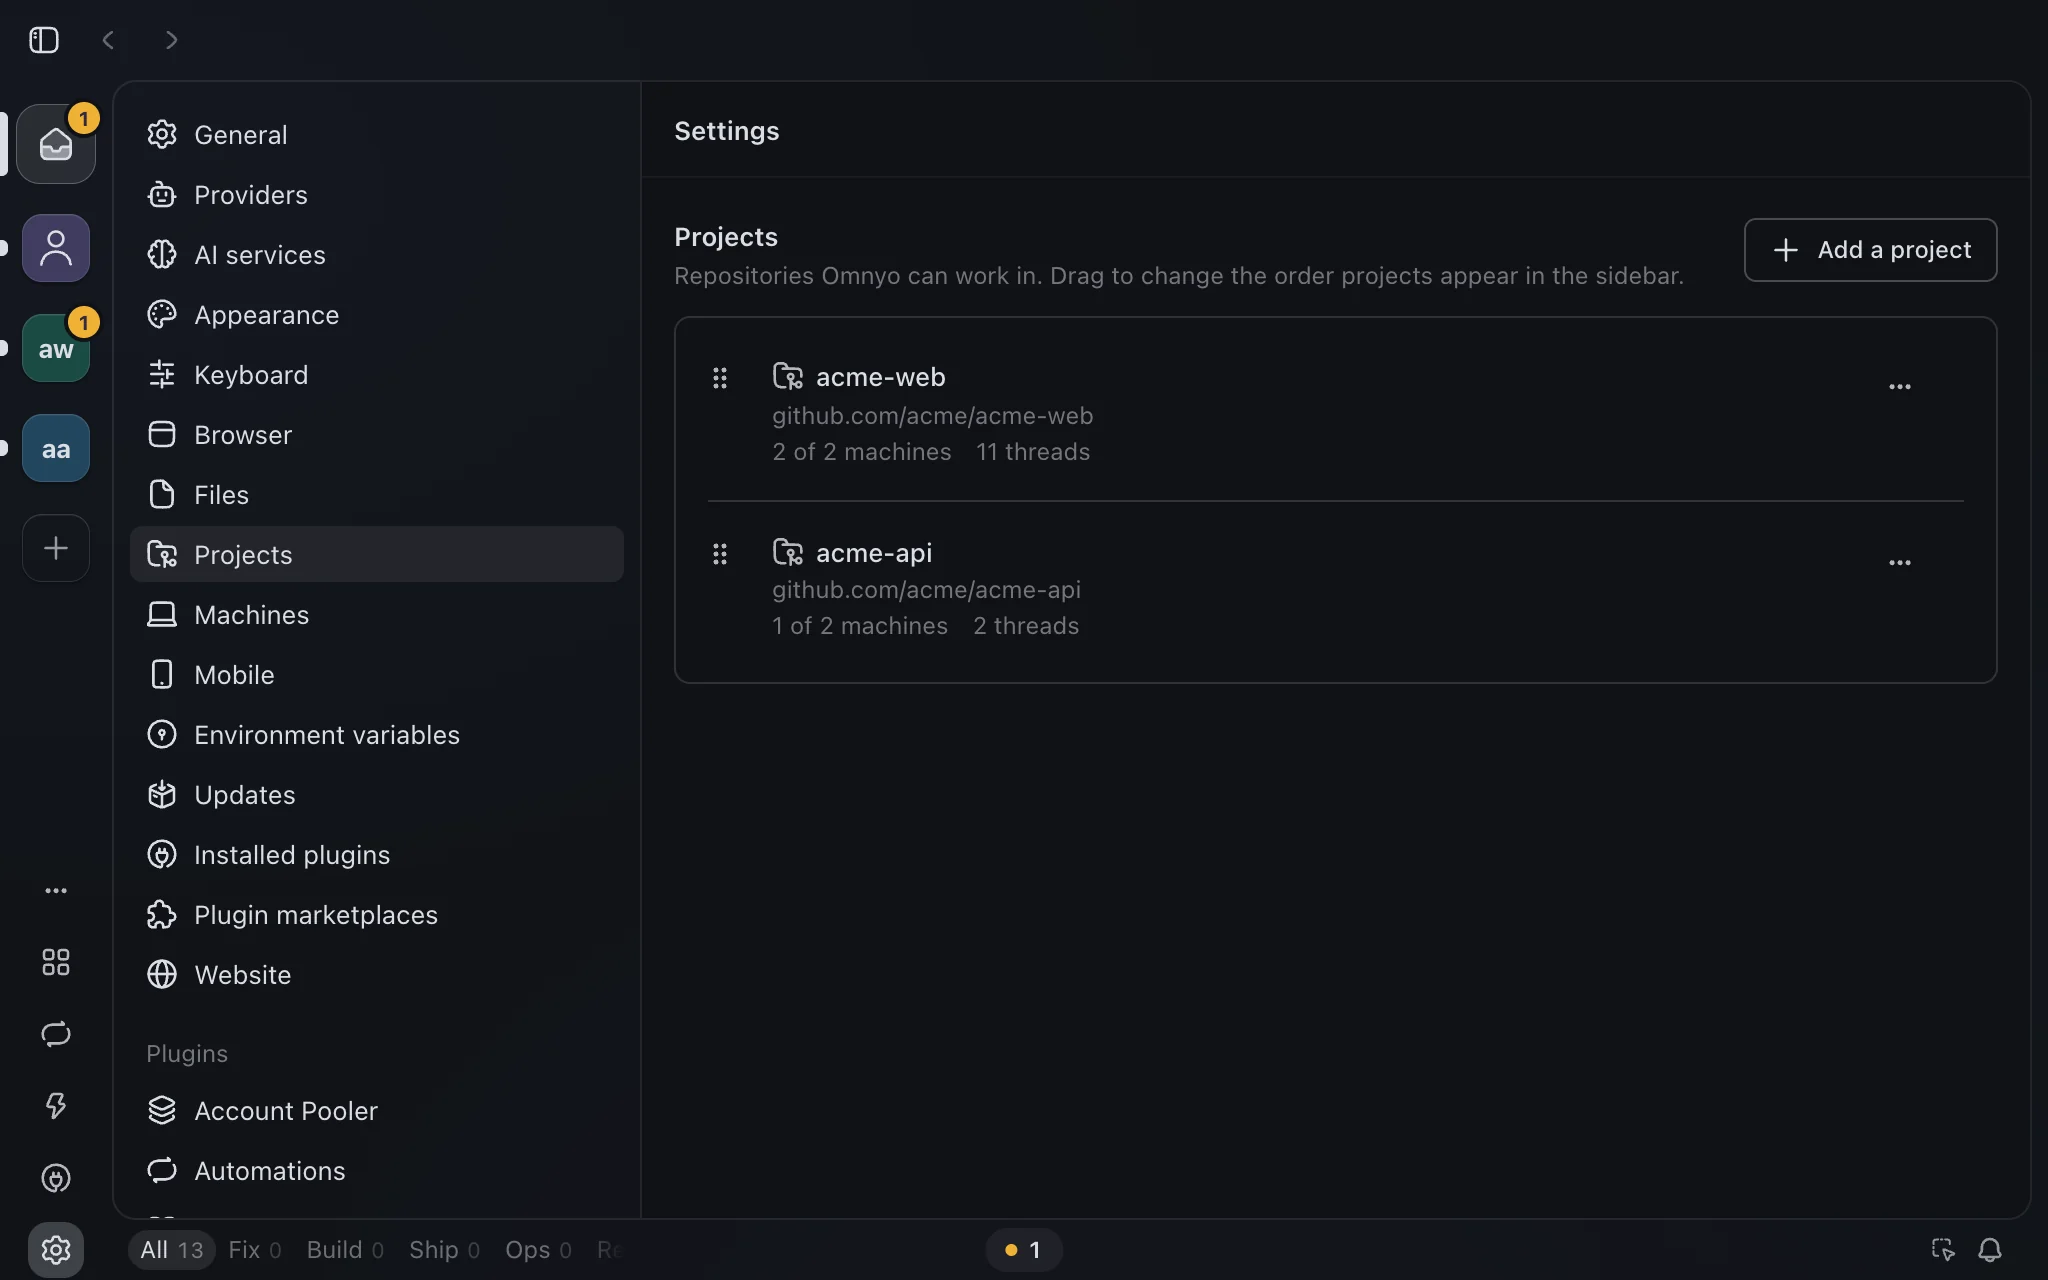 1
aw
1
aa
General
Providers
AI services
Appearance
Keyboard
Browser
Files
Projects
Machines
Mobile
Environment variables
Updates
Installed plugins
Plugin marketplaces
Website
Plugins
Account Pooler
Automations
Settings
Projects
Repositories Omnyo can work in. Drag to change the order projects appear in the sidebar.
Add a project
acme-web
github.com/acme/acme-web
2 of 2 machines 11 threads
acme-api
github.com/acme/acme-api
1 of 2 machines 2 threads
All 13 Fix 0 Build 0 Ship 0 Ops 0 Re
1